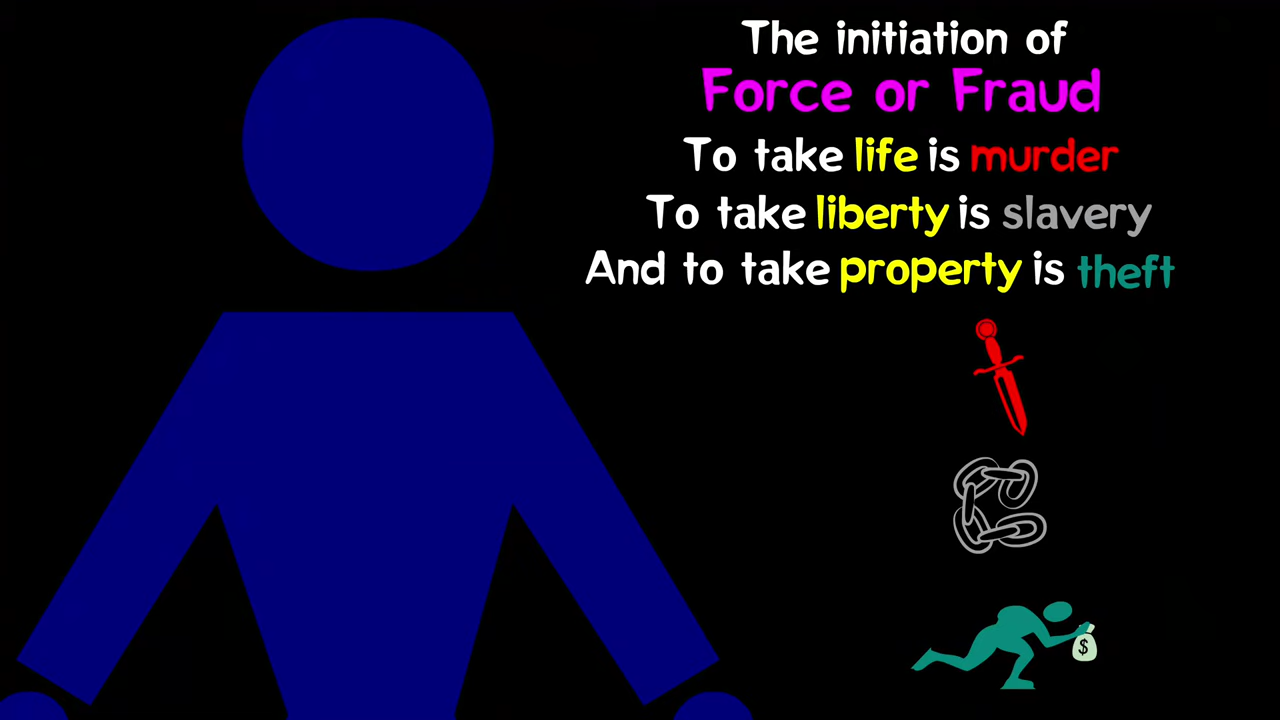 The initiation of
Force or Fraud
To take life is murder
To take liberty is slavery
And to take property is theft
$